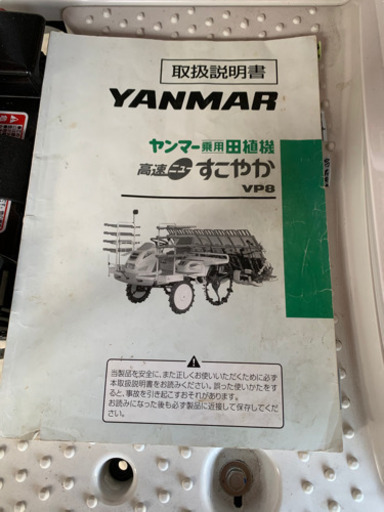 取扱説明書
YANMAR
ヤンマー乗用田植機
高速ニューすこやか
VP8
当製品を安全に、また正しくお使いいただくために必ず
本取扱説明書をお読みください。誤った使いかたをす
ると、事故を引き起こすおそれがあります。
お読みになった後も必ず製品に近接して保存してくだ
さい。